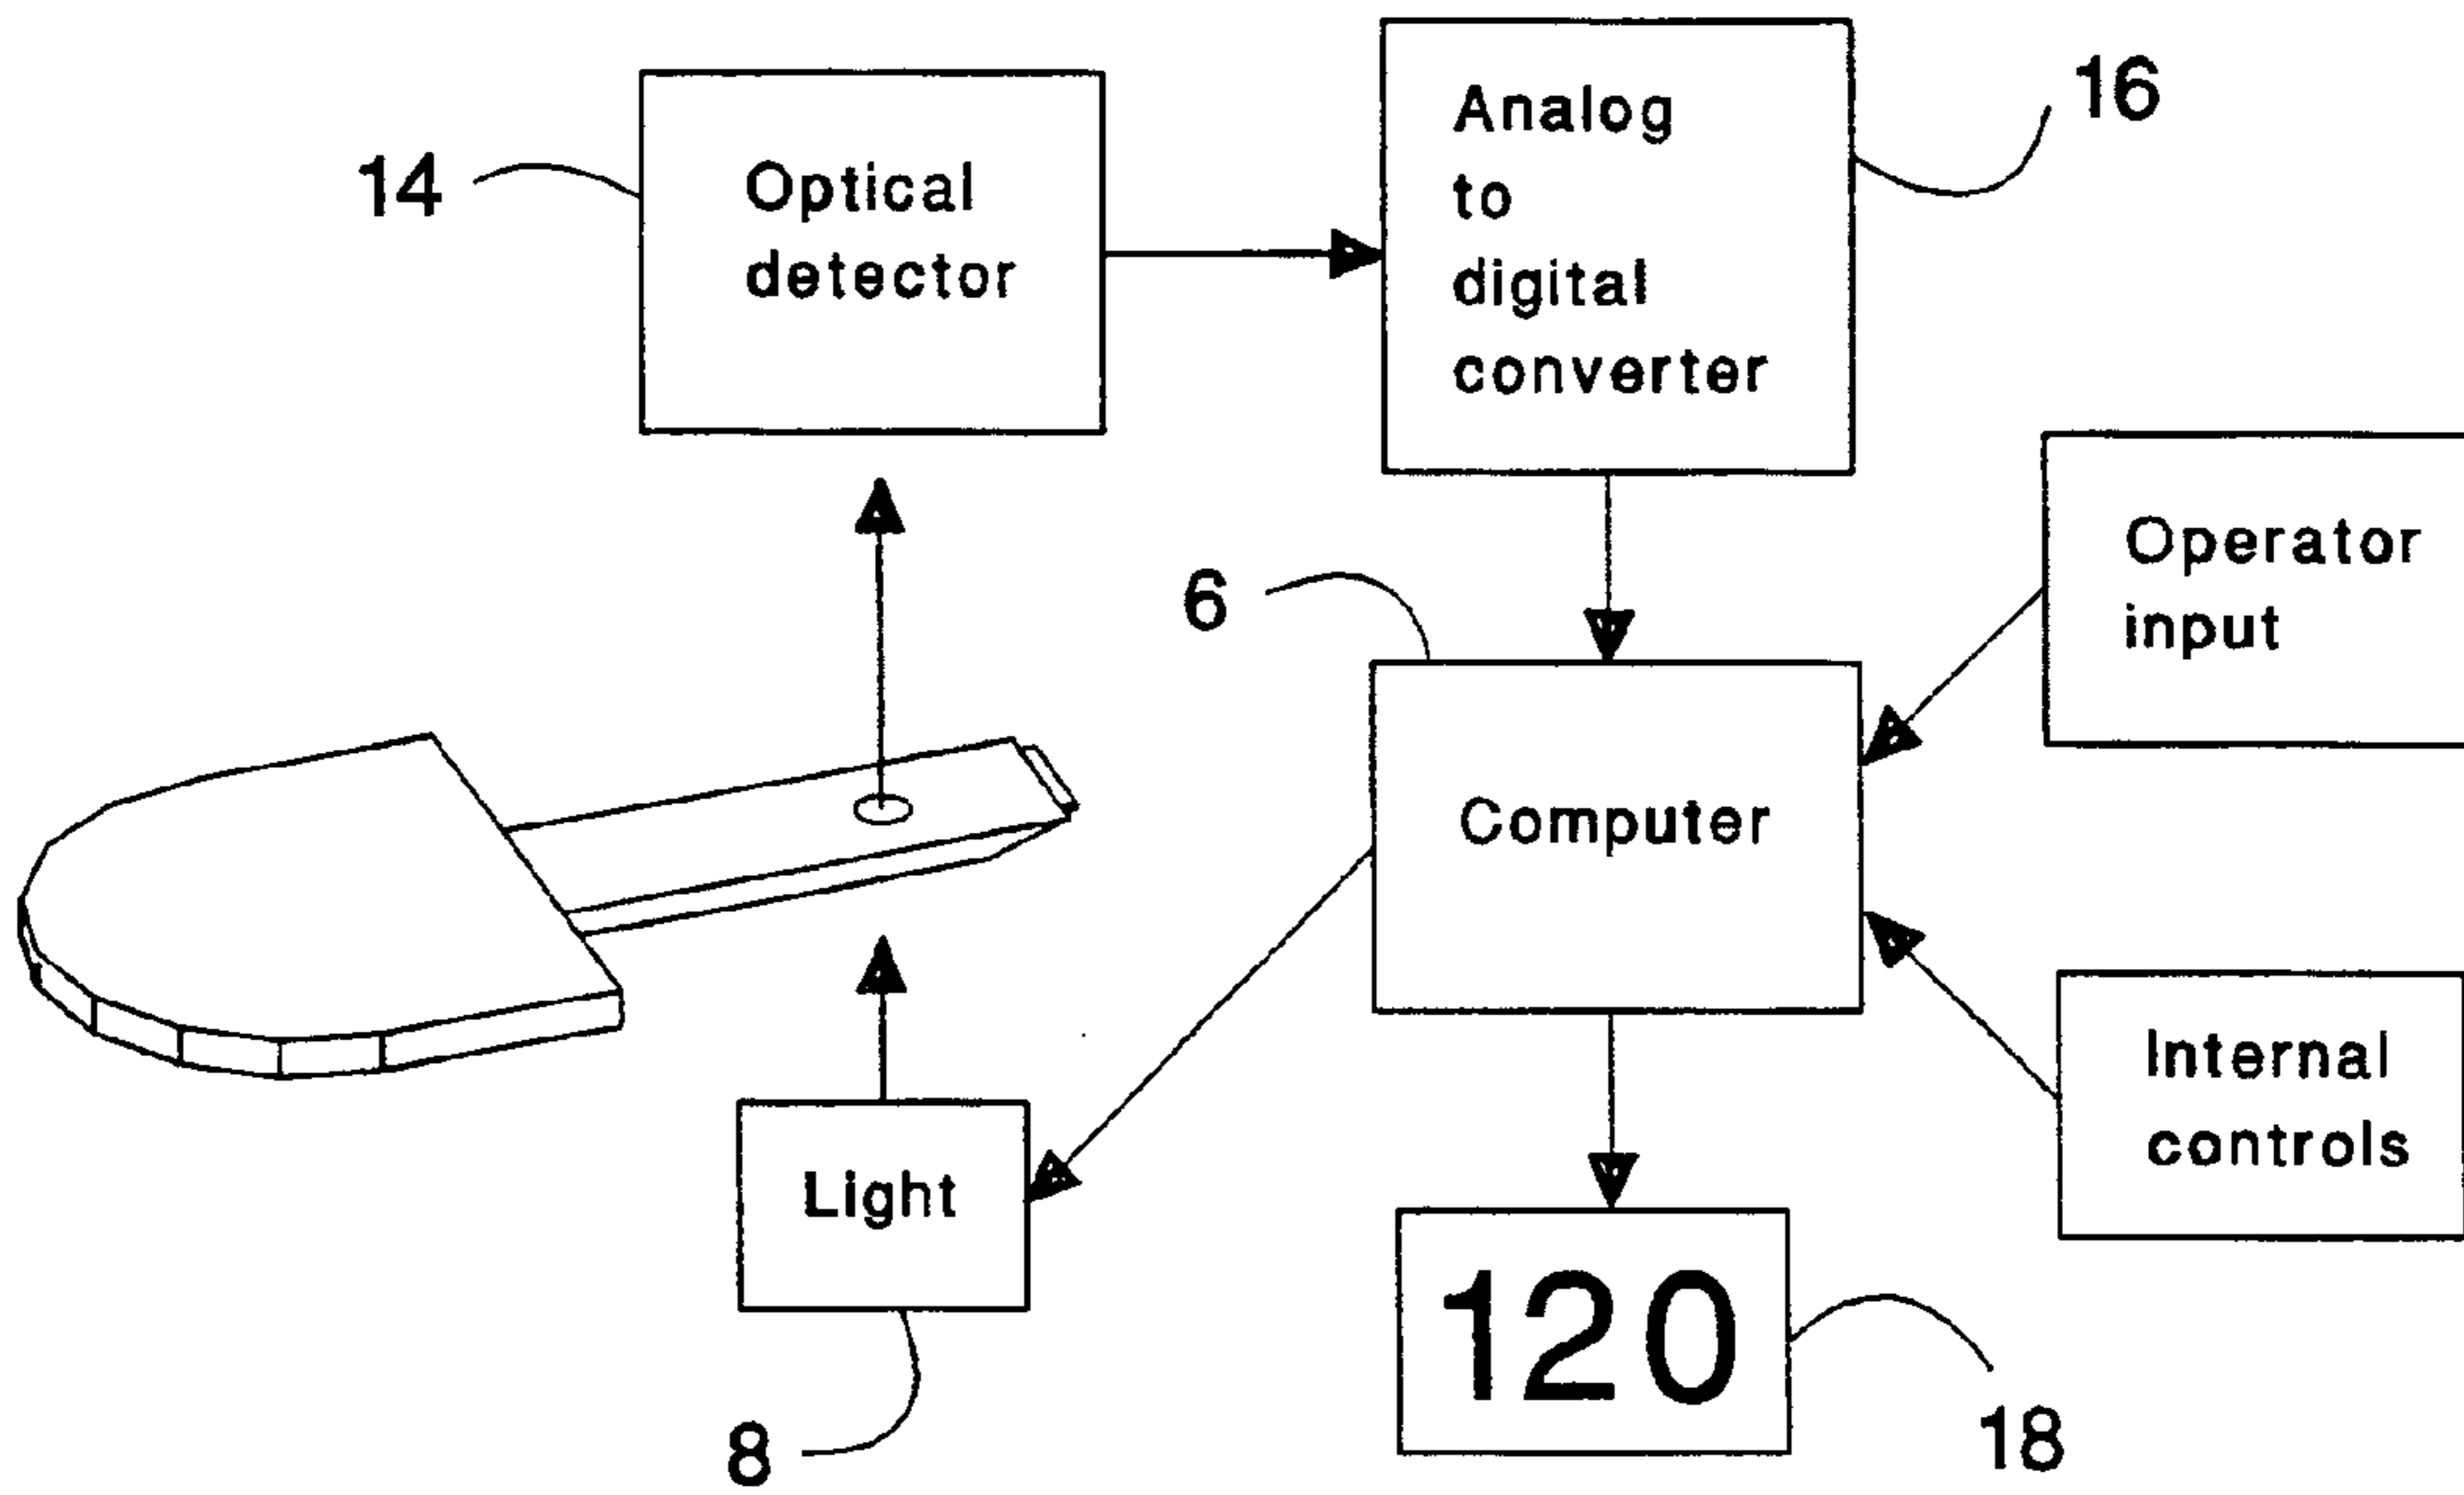 14
Optical
detector
Analog
to
digital
converter
16
Operator
input
6
Computer
Internal
controls
Light
120
8
18